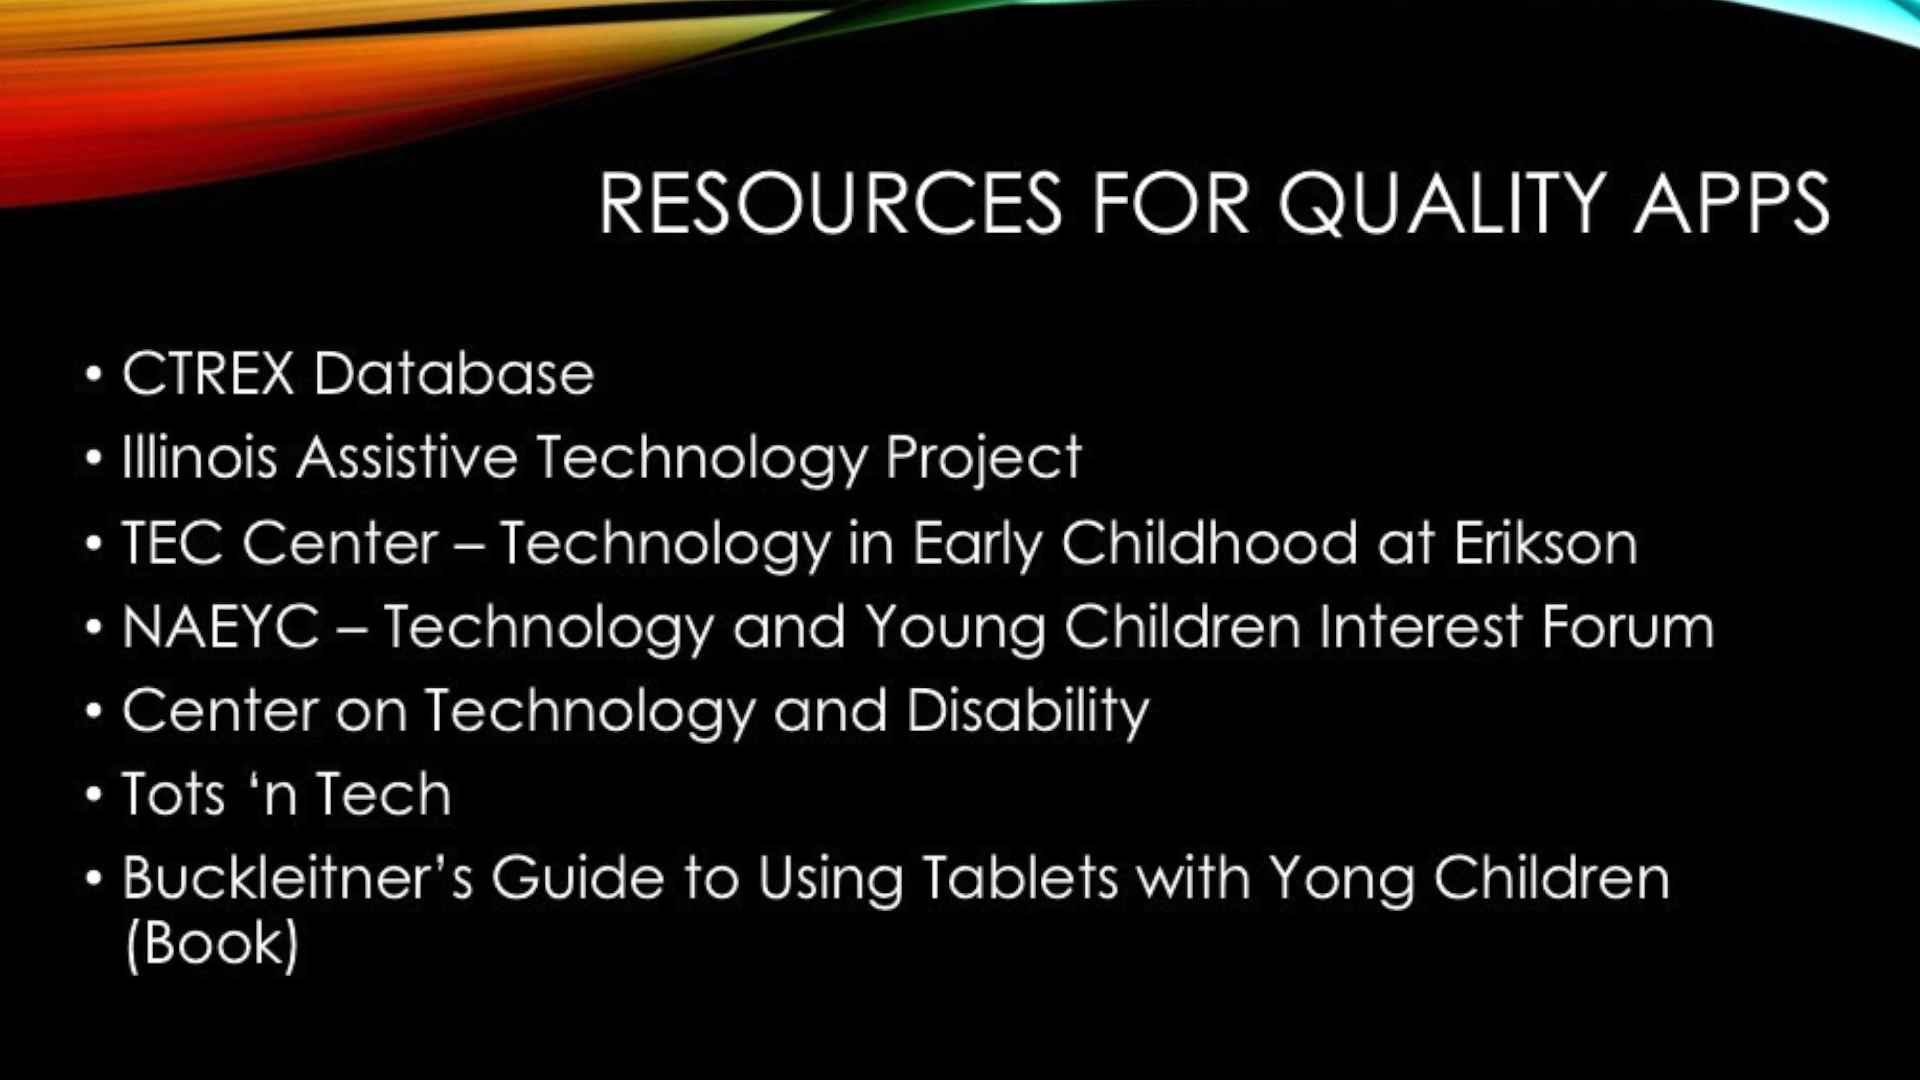 RESOURCES FOR QUALITY APPS
• CTREX Database
• Illinois Assistive Technology Project
• TEC Center – Technology in Early Childhood at Erikson
• NAEYC – Technology and Young Children Interest Forum
• Center on Technology and Disability
• Tots ‘n Tech
• Buckleitner’s Guide to Using Tablets with Yong Children
(Book)